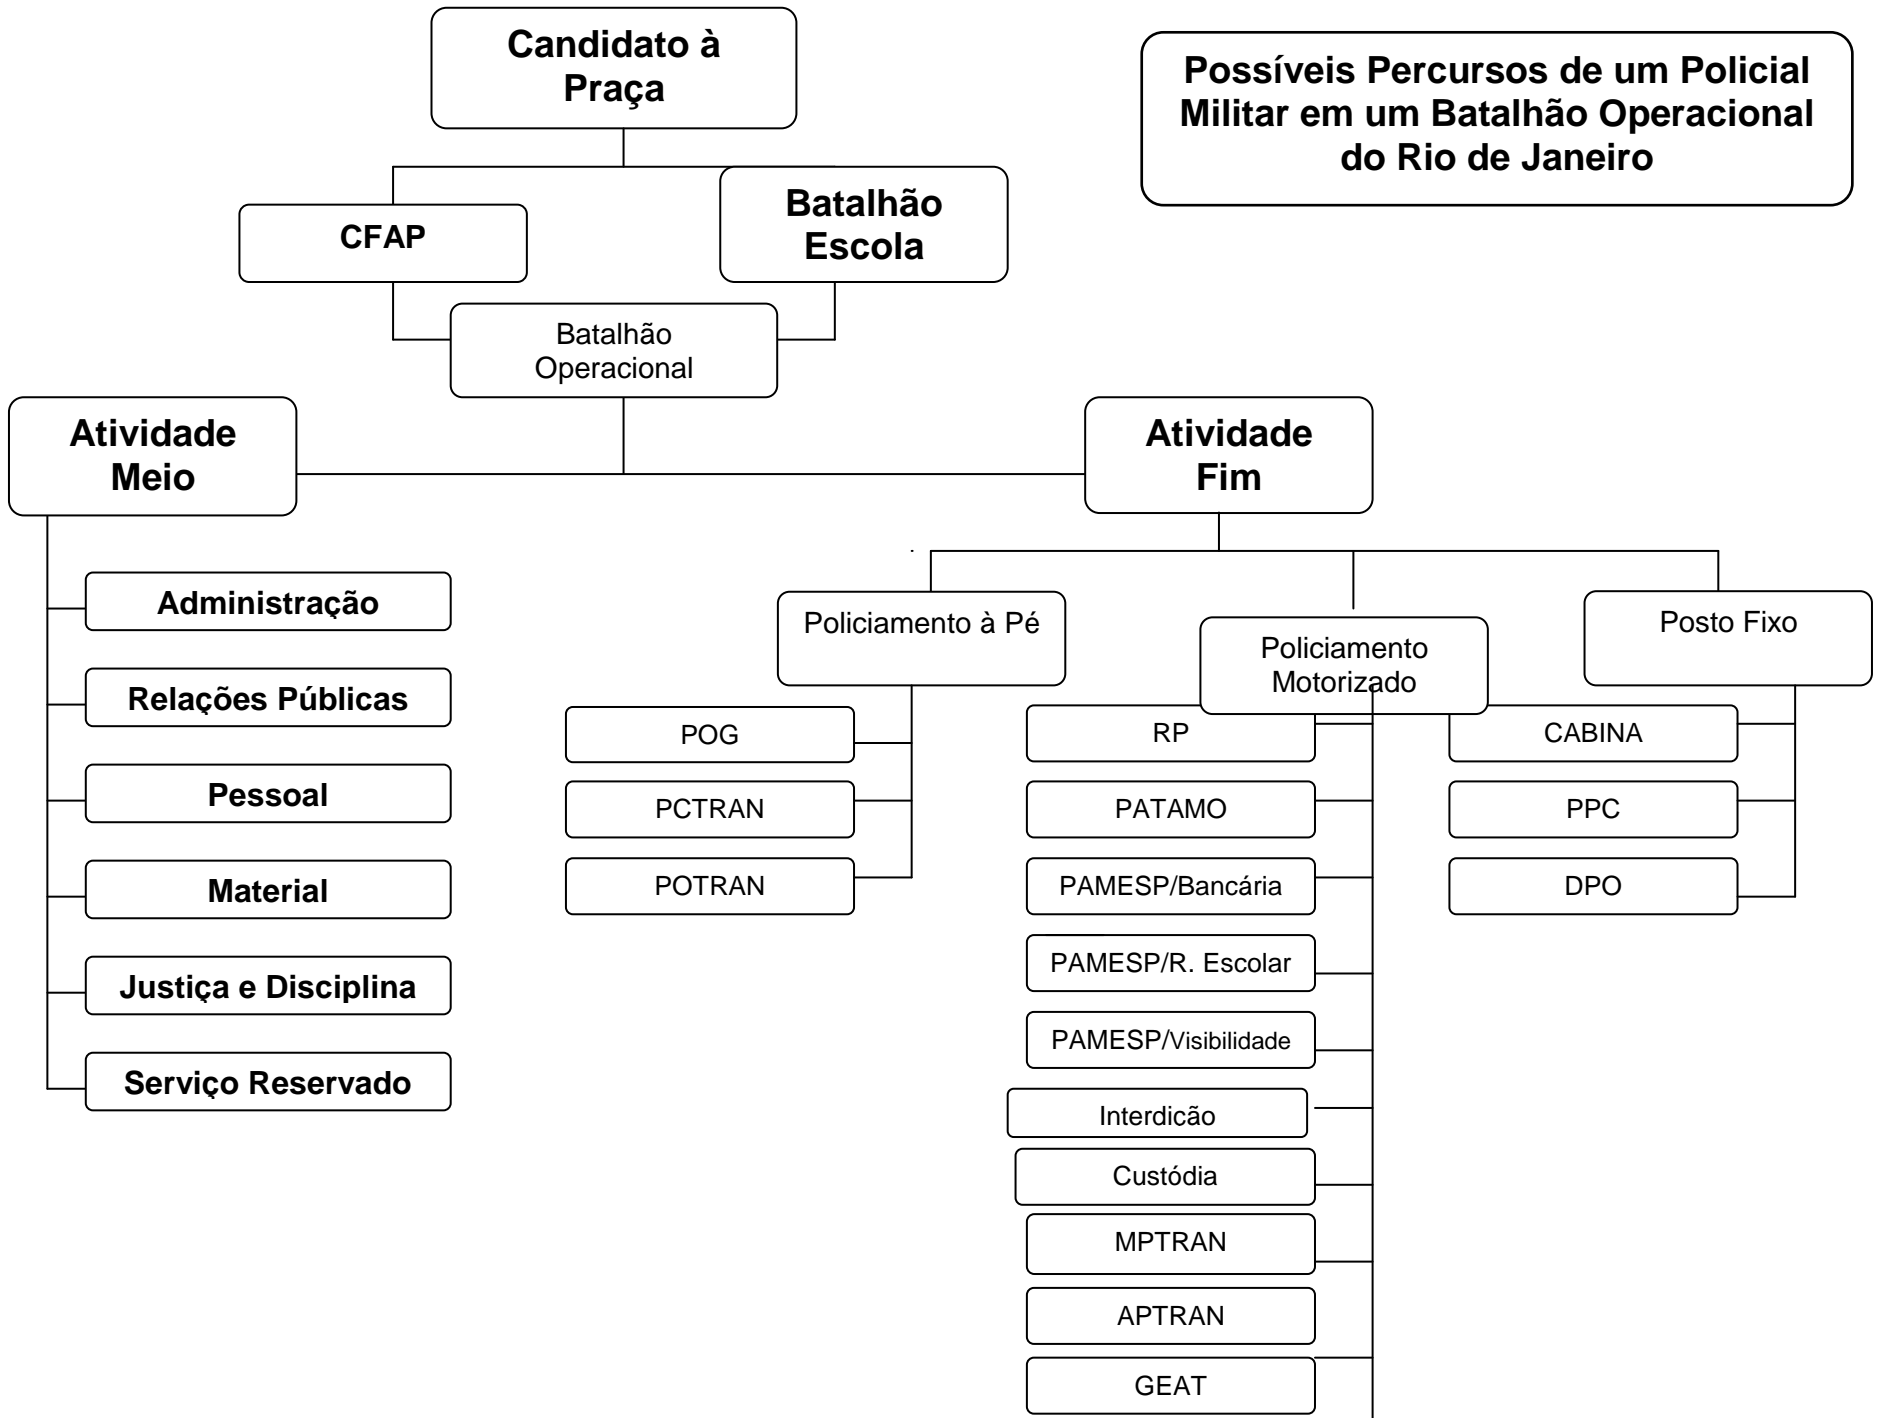 Candidato à
Praça
Possíveis Percursos de um Policial
Militar em um Batalhão Operacional
do Rio de Janeiro
CFAP
Batalhão
Escola
Batalhão
Operacional
Atividade
Meio
Atividade
Fim
Administração
Relações Públicas
Pessoal
Material
Justiça e Disciplina
Serviço Reservado
Policiamento à Pé
POG
PCTRAN
POTRAN
Policiamento
Motorizado
RP
PATAMO
PAMESP/Bancária
PAMESP/R. Escolar
PAMESP/Visibilidade
Interdicão
Custódia
MPTRAN
APTRAN
GEAT
Posto Fixo
CABINA
PPC
DPO